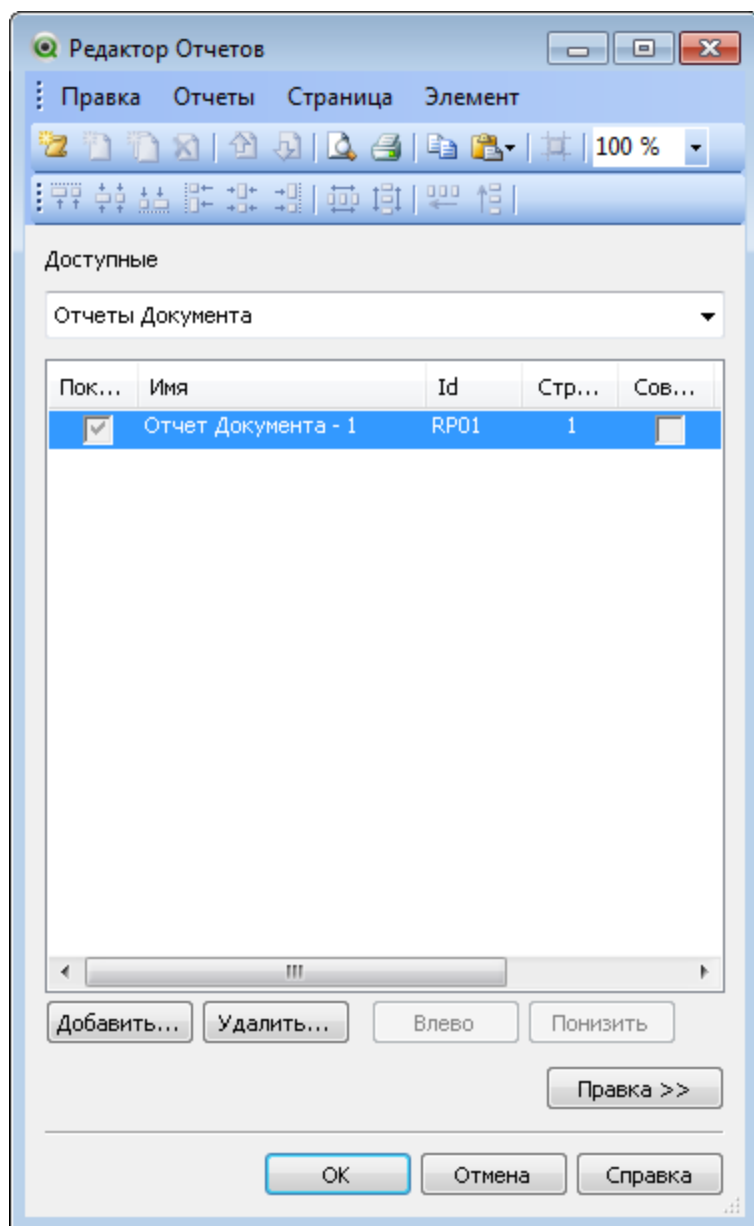 Редактор Отчетов
Правка Отчеты Страница Элемент
100 %
Доступные
Отчеты Документа
Пок... Имя Id Стр... Сов...
Отчет Документа - 1 RP01 1
Добавить... Удалить... Влево Понизить
Правка >>
OK Отмена Справка